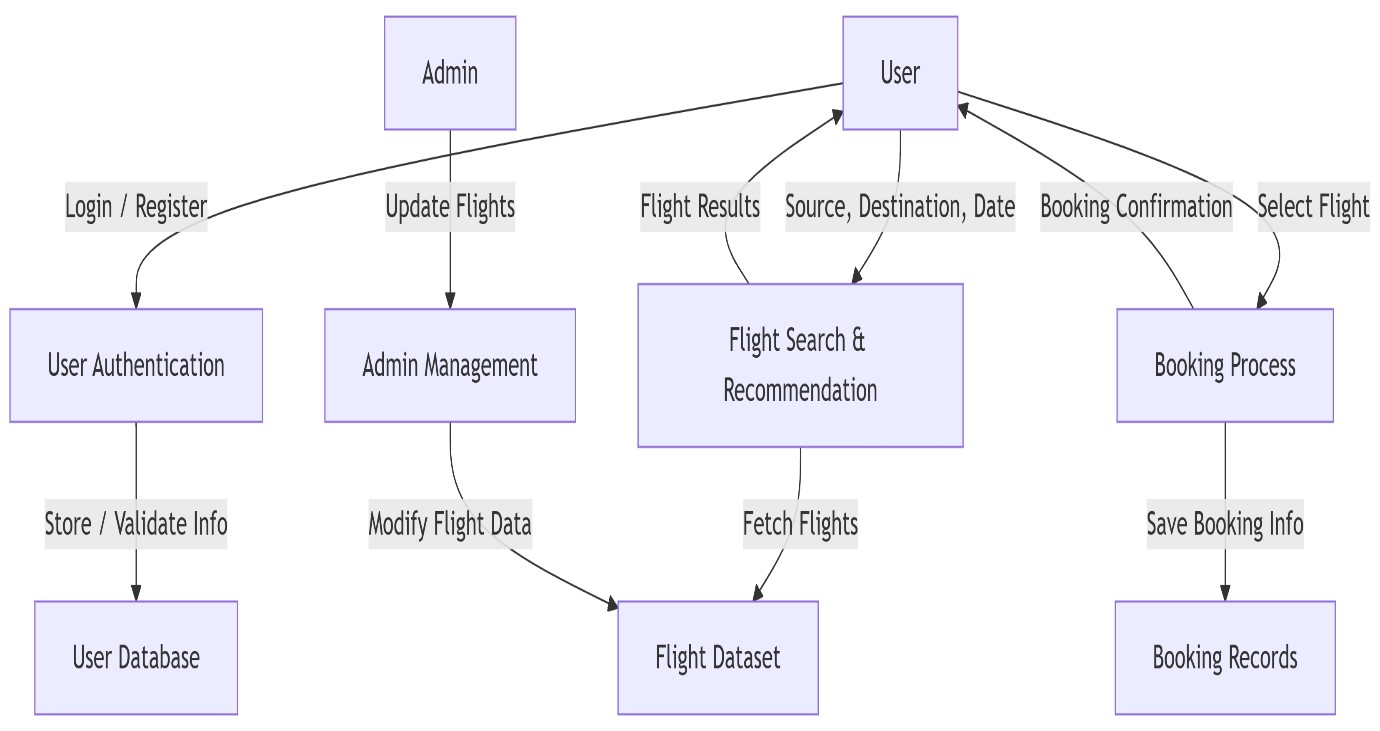 Admin
User
Login / Register
Update Flights
Flight Results
Source, Destination, Date
Booking Confirmation
Select Flight
User Authentication
Admin Management
Flight Search &
Recommendation
Booking Process
Store / Validate Info
Modify Flight Data
Fetch Flights
Save Booking Info
User Database
Flight Dataset
Booking Records